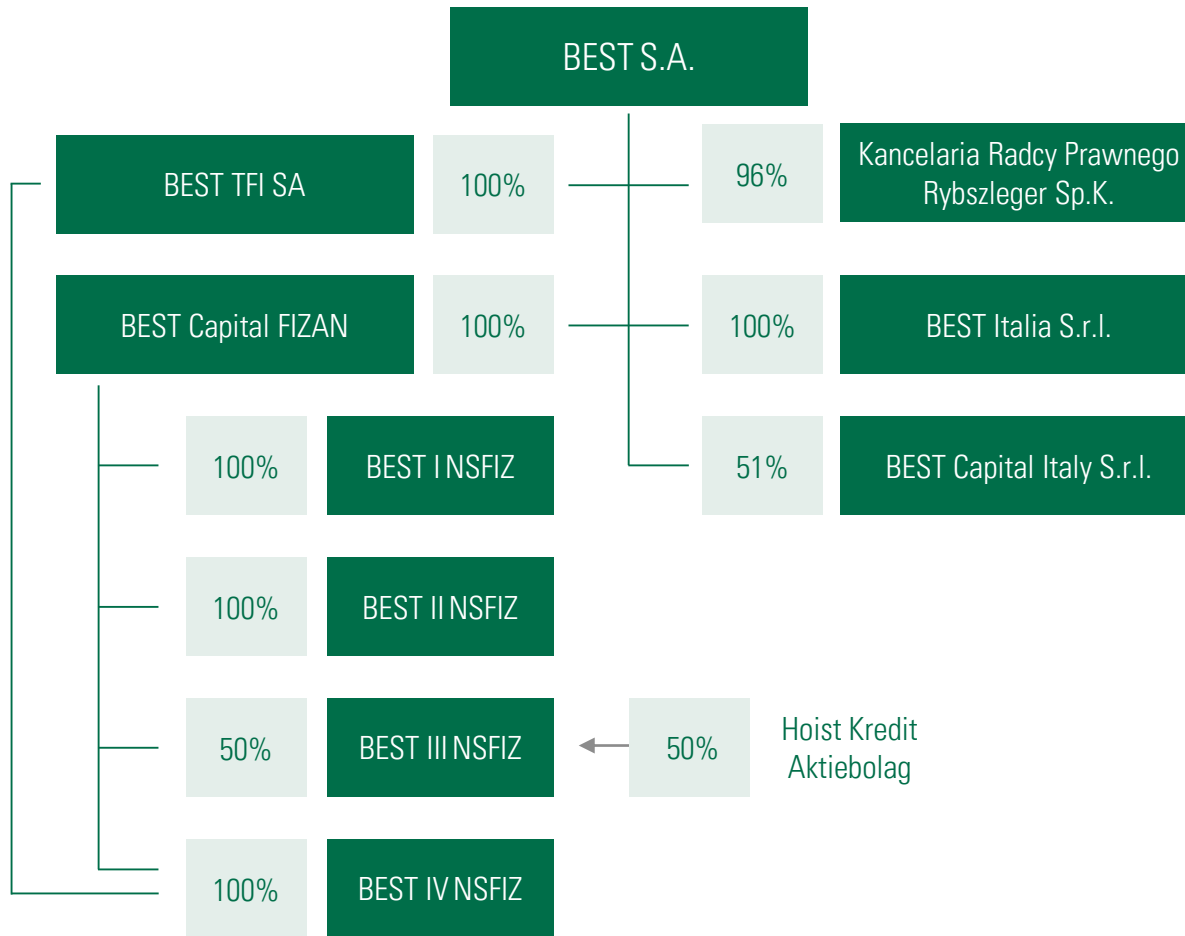 BEST S.A.
BEST TFI SA
100%
96%
Kancelaria Radcy Prawnego
Rybszleger Sp.K.
BEST Capital FIZAN
100%
100%
BEST Italia S.r.l.
100%
BEST I NSFIZ
51%
BEST Capital Italy S.r.l.
100%
BEST II NSFIZ
50%
BEST III NSFIZ
50%
Hoist Kredit
Aktiebolag
100%
BEST IV NSFIZ